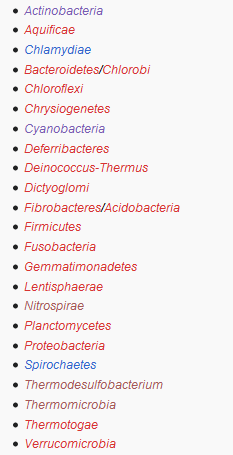 Actinobacteria
Aquificae
Chlamydiae
Bacteroidetes/Chlorobi
Chloroflexi
Chrysiogenetes
Cyanobacteria
Deferribacteres
Deinococcus-Thermus
Dictyoglomi
Fibrobacteres/Acidobacteria
Firmicutes
Fusobacteria
Gemmatimonadetes
Lentisphaerae
Nitrospirae
Planctomycetes
Proteobacteria
Spirochaetes
Thermodesulfobacterium
Thermomicrobia
Thermotogae
Verrucomicrobia